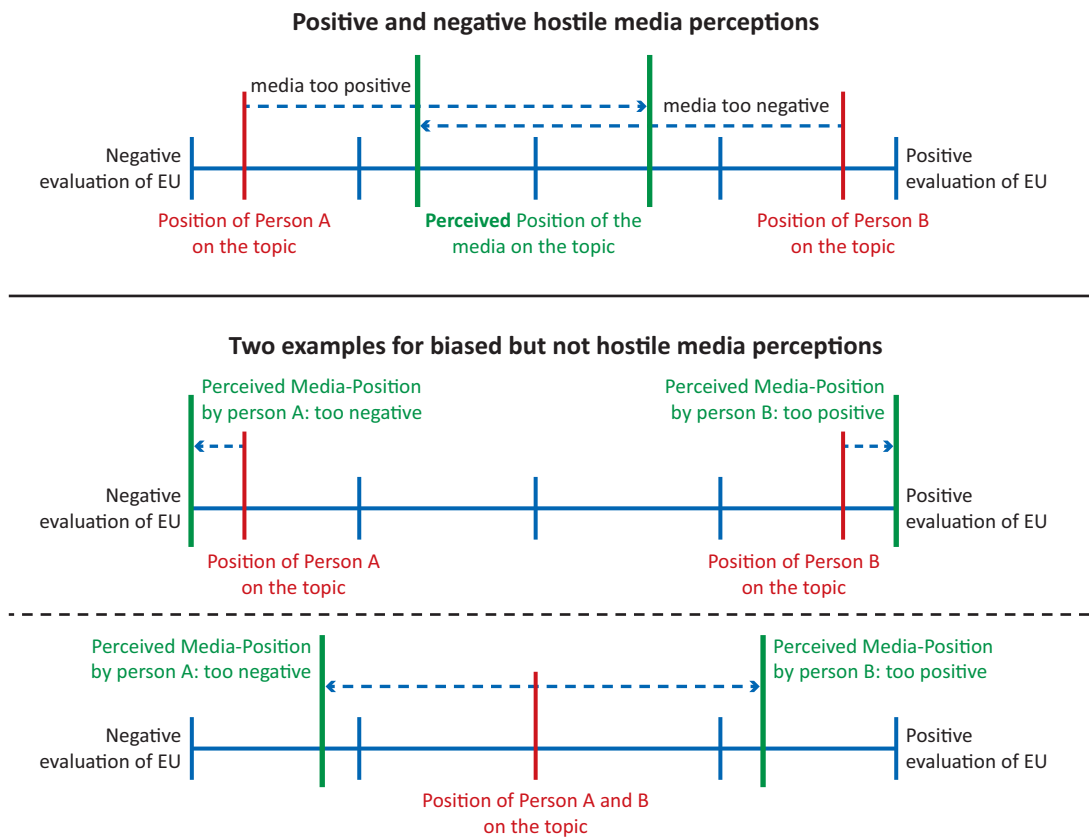 Positive and negative hostile media perceptions
media too positive
media too negative
Negative
evaluation of EU
Positive
evaluation of EU
Position of Person A
on the topic
Perceived Position of the
media on the topic
Position of Person B
on the topic
Two examples for biased but not hostile media perceptions
Perceived Media-Position
by person A: too negative
Perceived Media-Position
by person B: too positive
Negative
evaluation of EU
Positive
evaluation of EU
Position of Person A
on the topic
Position of Person B
on the topic
Perceived Media-Position
by person A: too negative
Perceived Media-Position
by person B: too positive
Negative
evaluation of EU
Positive
evaluation of EU
Position of Person A and B
on the topic